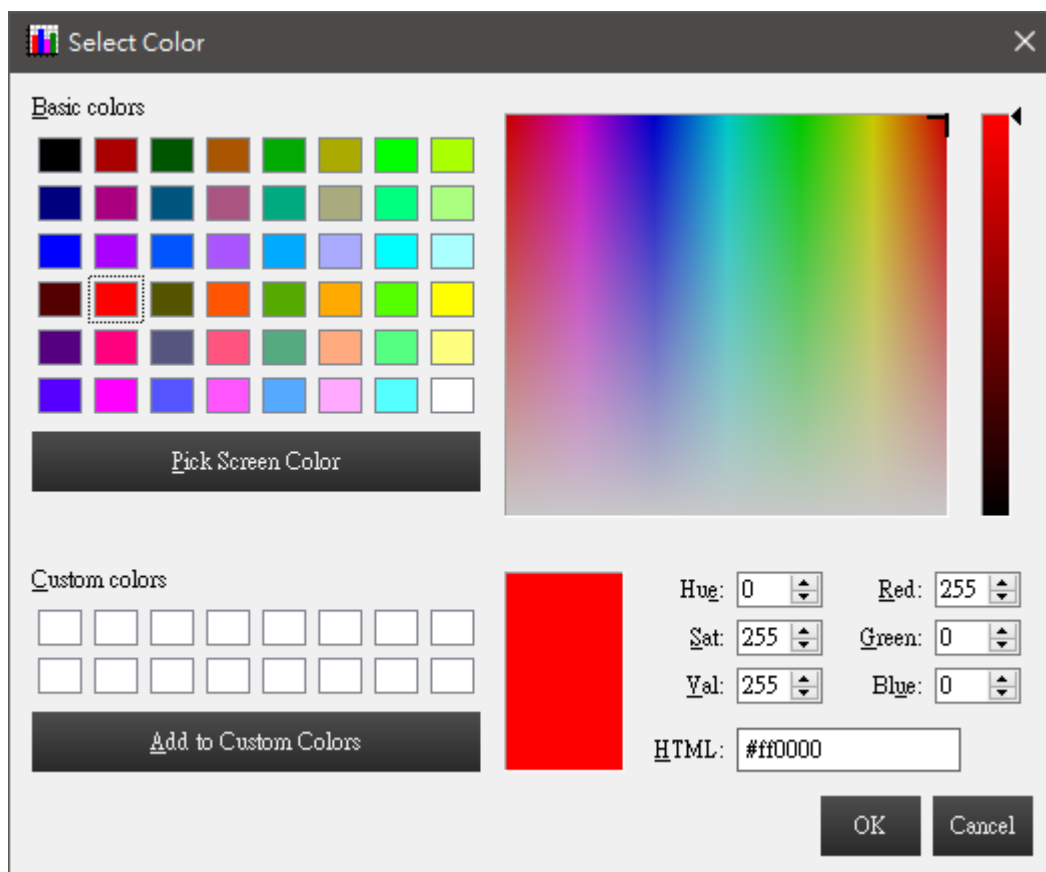 Select Color
Basic colors
Pick Screen Color
Custom colors
Add to Custom Colors
Hue: 0 Red: 255
Sat: 255 Green: 0
Val: 255 Blue: 0
HTML: #ff0000
OK Cancel